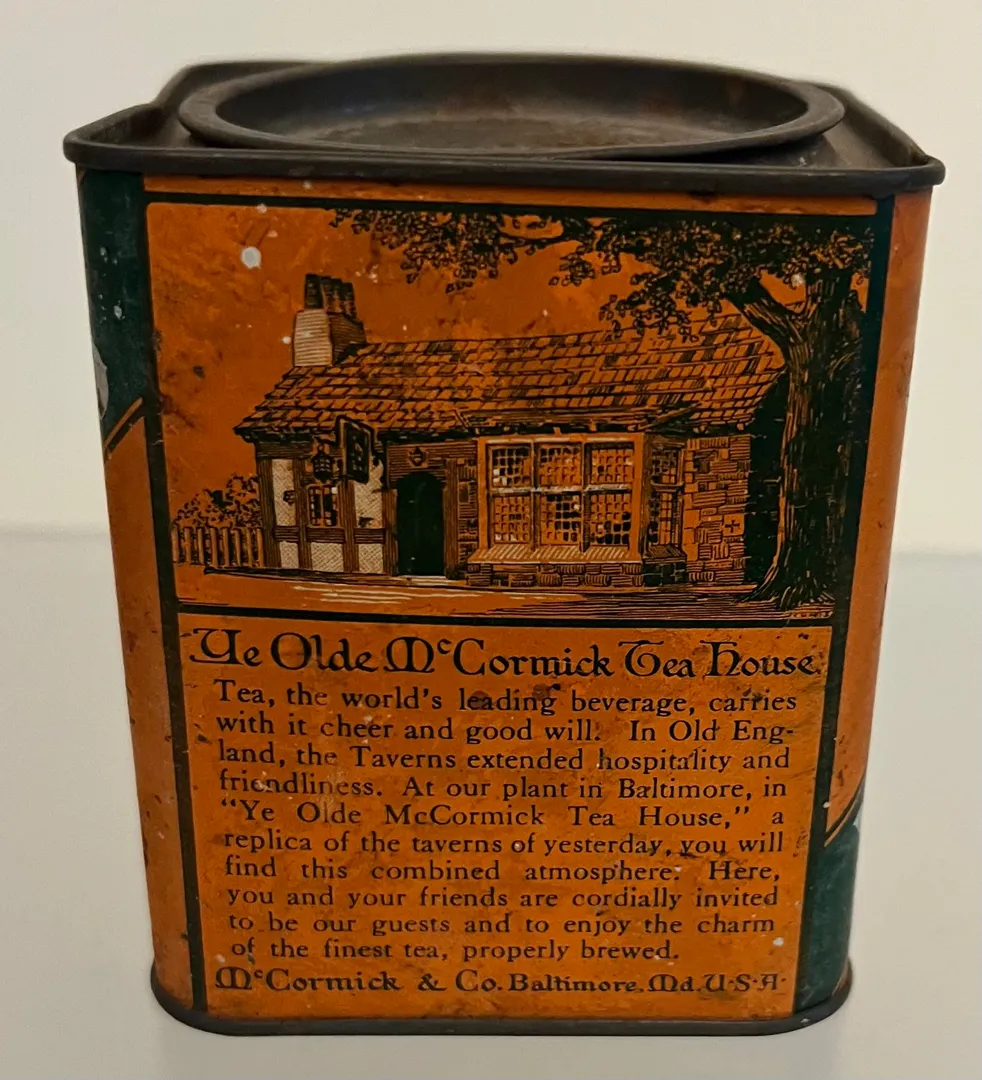 Ye Olde McCormick Tea House
Tea, the world's leading beverage, carries
with it cheer and good will. In Old Eng-
land, the Taverns extended hospitality and
friendliness. At our plant in Baltimore, in
"Ye Olde McCormick Tea House," a
replica of the taverns of yesterday, you will
find this combined atmosphere. Here,
you and your friends are cordially invited
to be our guests and to enjoy the charm
of the finest tea, properly brewed.
McCormick & Co. Baltimore. Md. U·S·A·